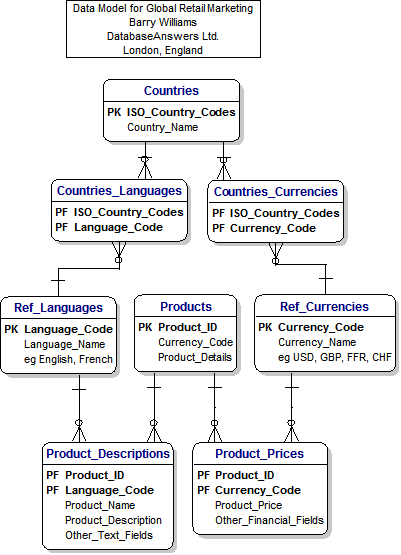 Data Model for Global Retail Marketing
Barry Williams
DatabaseAnswers Ltd.
London, England
Countries
PK ISO_Country_Codes
Country_Name
Countries_Languages
PF ISO_Country_Codes
PF Language_Code
Countries_Currencies
PF ISO_Country_Codes
PF Currency_Code
Ref_Languages
PK Language_Code
Language_Name
eg English, French
Products
PK Product_ID
Currency_Code
Product_Details
Ref_Currencies
PK Currency_Code
Currency_Name
eg USD, GBP, FFR, CHF
Product_Descriptions
PF Product_ID
PF Language_Code
Product_Name
Product_Description
Other_Text_Fields
Product_Prices
PF Product_ID
PF Currency_Code
Product_Price
Other_Financial_Fields